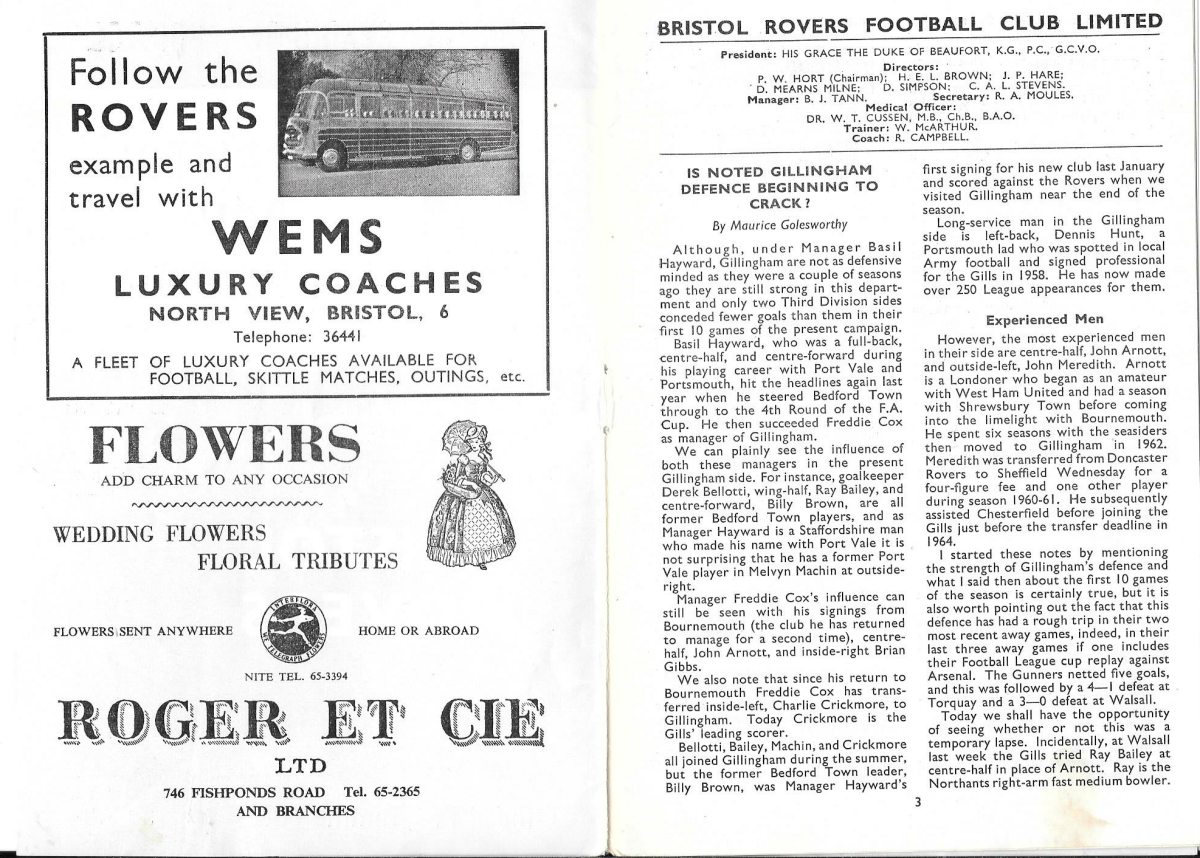 Follow the
ROVERS
example and
travel with
WEMS
LUXURY COACHES
NORTH VIEW, BRISTOL, 6
Telephone: 36441
A FLEET OF LUXURY COACHES AVAILABLE FOR
FOOTBALL, SKITTLE MATCHES, OUTINGS, etc.
FLOWERS
ADD CHARM TO ANY OCCASION
WEDDING FLOWERS
FLORAL TRIBUTES
FLOWERS SENT ANYWHERE
INTERFLORA
WE TELEGRAPH FLOWERS
HOME OR ABROAD
NITE TEL. 65-3394
ROGER ET CIE
LTD
746 FISHPONDS ROAD Tel. 65-2365
AND BRANCHES
BRISTOL ROVERS FOOTBALL CLUB LIMITED
President: HIS GRACE THE DUKE OF BEAUFORT, K.G., P.C., G.C.V.O.
Directors:
P. W. HORT (Chairman); H. E. L. BROWN; J. P. HARE;
D. MEARNS MILNE; D. SIMPSON; C. A. L. STEVENS.
Manager: B. J. TANN. Secretary: R. A. MOULES.
Medical Officer:
DR. W. T. CUSSEN, M.B., Ch.B., B.A.O.
Trainer: W. McARTHUR.
Coach: R. CAMPBELL.
IS NOTED GILLINGHAM
DEFENCE BEGINNING TO
CRACK?
By Maurice Golesworthy
Although, under Manager Basil
Hayward, Gillingham are not as defensive
minded as they were a couple of seasons
ago they are still strong in this depart-
ment and only two Third Division sides
conceded fewer goals than them in their
first 10 games of the present campaign.
Basil Hayward, who was a full-back,
centre-half, and centre-forward during
his playing career with Port Vale and
Portsmouth, hit the headlines again last
year when he steered Bedford Town
through to the 4th Round of the F.A.
Cup. He then succeeded Freddie Cox
as manager of Gillingham.
We can plainly see the influence of
both these managers in the present
Gillingham side. For instance, goalkeeper
Derek Bellotti, wing-half, Ray Bailey, and
centre-forward, Billy Brown, are all
former Bedford Town players, and as
Manager Hayward is a Staffordshire man
who made his name with Port Vale it is
not surprising that he has a former Port
Vale player in Melvyn Machin at outside-
right.
Manager Freddie Cox's influence can
still be seen with his signings from
Bournemouth (the club he has returned
to manage for a second time), centre-
half, John Arnott, and inside-right Brian
Gibbs.
We also note that since his return to
Bournemouth Freddie Cox has trans-
ferred inside-left, Charlie Crickmore, to
Gillingham. Today Crickmore is the
Gills' leading scorer.
Bellotti, Bailey, Machin, and Crickmore
all joined Gillingham during the summer,
but the former Bedford Town leader,
Billy Brown, was Manager Hayward's
first signing for his new club last January
and scored against the Rovers when we
visited Gillingham near the end of the
season.
Long-service man in the Gillingham
side is left-back, Dennis Hunt, a
Portsmouth lad who was spotted in local
Army football and signed professional
for the Gills in 1958. He has now made
over 250 League appearances for them.
Experienced Men
However, the most experienced men
in their side are centre-half, John Arnott,
and outside-left, John Meredith. Arnott
is a Londoner who began as an amateur
with West Ham United and had a season
with Shrewsbury Town before coming
into the limelight with Bournemouth.
He spent six seasons with the seasiders
then moved to Gillingham in 1962.
Meredith was transferred from Doncaster
Rovers to Sheffield Wednesday for a
four-figure fee and one other player
during season 1960-61. He subsequently
assisted Chesterfield before joining the
Gills just before the transfer deadline in
1964.
I started these notes by mentioning
the strength of Gillingham's defence and
what I said then about the first 10 games
of the season is certainly true, but it is
also worth pointing out the fact that this
defence has had a rough trip in their two
most recent away games, indeed, in their
last three away games if one includes
their Football League cup replay against
Arsenal. The Gunners netted five goals,
and this was followed by a 4—1 defeat at
Torquay and a 3—0 defeat at Walsall.
Today we shall have the opportunity
of seeing whether or not this was a
temporary lapse. Incidentally, at Walsall
last week the Gills tried Ray Bailey at
centre-half in place of Arnott. Ray is the
Northants right-arm fast medium bowler.
3